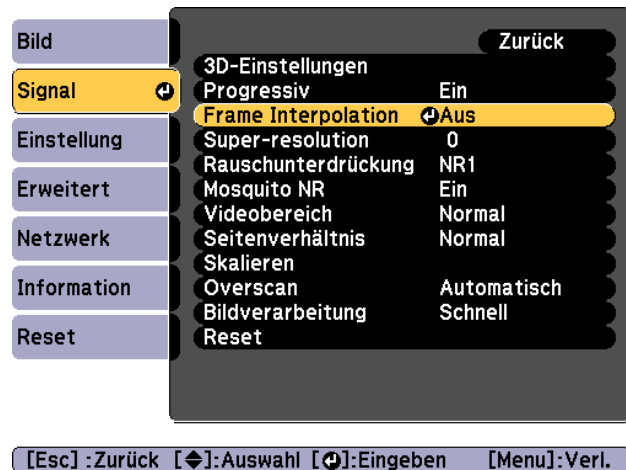 Bild
Signal
Einstellung
Erweitert
Netzwerk
Information
Reset
Zurück
3D-Einstellungen
Progressiv Ein
Frame Interpolation Aus
Super-resolution 0
Rauschunterdrückung NR1
Mosquito NR Ein
Videobereich Normal
Seitenverhältnis Normal
Skalieren
Overscan Automatisch
Bildverarbeitung Schnell
Reset
[Esc] :Zurück [◆]:Auswahl [⏎]:Eingeben [Menu]:Verl.